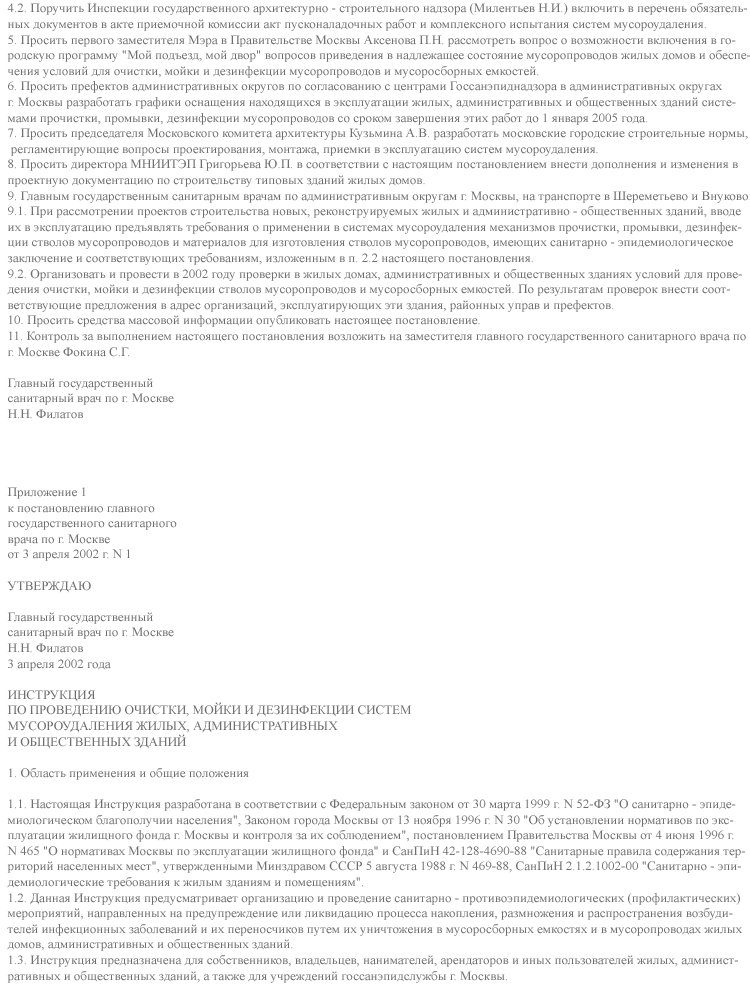 4.2. Поручить Инспекции государственного архитектурно - строительного надзора (Милентьев Н.И.) включить в перечень обязатель-
ных документов в акте приемочной комиссии акт пусконаладочных работ и комплексного испытания систем мусороудаления.
5. Просить первого заместителя Мэра в Правительстве Москвы Аксенова П.Н. рассмотреть вопрос о возможности включения в го-
родскую программу "Мой подъезд, мой двор" вопросов приведения в надлежащее состояние мусоропроводов жилых домов и обеспе-
чения условий для очистки, мойки и дезинфекции мусоропроводов и мусоросборных емкостей.
6. Просить префектов административных округов по согласованию с центрами Госсанэпиднадзора в административных округах
г. Москвы разработать графики оснащения находящихся в эксплуатации жилых, административных и общественных зданий систе-
мами прочистки, промывки, дезинфекции мусоропроводов со сроком завершения этих работ до 1 января 2005 года.
7. Просить председателя Московского комитета архитектуры Кузьмина А.В. разработать московские городские строительные нормы,
регламентирующие вопросы проектирования, монтажа, приемки в эксплуатацию систем мусороудаления.
8. Просить директора МНИИТЭП Григорьева Ю.П. в соответствии с настоящим постановлением внести дополнения и изменения в
проектную документацию по строительству типовых зданий жилых домов.
9. Главным государственным санитарным врачам по административным округам г. Москвы, на транспорте в Шереметьево и Внуково
9.1. При рассмотрении проектов строительства новых, реконструируемых жилых и административно - общественных зданий, вводе
их в эксплуатацию предъявлять требования о применении в системах мусороудаления механизмов прочистки, промывки, дезинфек-
ции стволов мусоропроводов и материалов для изготовления стволов мусоропроводов, имеющих санитарно - эпидемиологическое
заключение и соответствующих требованиям, изложенным в п. 2.2 настоящего постановления.
9.2. Организовать и провести в 2002 году проверки в жилых домах, административных и общественных зданиях условий для прове-
дения очистки, мойки и дезинфекции стволов мусоропроводов и мусоросборных емкостей. По результатам проверок внести соот-
ветствующие предложения в адрес организаций, эксплуатирующих эти здания, районных управ и префектов.
10. Просить средства массовой информации опубликовать настоящее постановление.
11. Контроль за выполнением настоящего постановления возложить на заместителя главного государственного санитарного врача по
г. Москве Фокина С.Г.
Главный государственный
санитарный врач по г. Москве
Н.Н. Филатов
Приложение 1
к постановлению главного
государственного санитарного
врача по г. Москве
от 3 апреля 2002 г. N 1
УТВЕРЖДАЮ
Главный государственный
санитарный врач по г. Москве
Н.Н. Филатов
3 апреля 2002 года
ИНСТРУКЦИЯ
ПО ПРОВЕДЕНИЮ ОЧИСТКИ, МОЙКИ И ДЕЗИНФЕКЦИИ СИСТЕМ
МУСОРОУДАЛЕНИЯ ЖИЛЫХ, АДМИНИСТРАТИВНЫХ
И ОБЩЕСТВЕННЫХ ЗДАНИЙ
1. Область применения и общие положения
1.1. Настоящая Инструкция разработана в соответствии с Федеральным законом от 30 марта 1999 г. N 52-ФЗ "О санитарно - эпиде-
миологическом благополучии населения", Законом города Москвы от 13 ноября 1996 г. N 30 "Об установлении нормативов по экс-
плуатации жилищного фонда г. Москвы и контроля за их соблюдением", постановлением Правительства Москвы от 4 июня 1996 г.
N 465 "О нормативах Москвы по эксплуатации жилищного фонда" и СанПиН 42-128-4690-88 "Санитарные правила содержания тер-
риторий населенных мест", утвержденными Минздравом СССР 5 августа 1988 г. N 469-88, СанПиН 2.1.2.1002-00 "Санитарно - эпи-
демиологические требования к жилым зданиям и помещениям".
1.2. Данная Инструкция предусматривает организацию и проведение санитарно - противоэпидемиологических (профилактических)
мероприятий, направленных на предупреждение или ликвидацию процесса накопления, размножения и распространения возбуди-
телей инфекционных заболеваний и их переносчиков путем их уничтожения в мусоросборных емкостях и в мусоропроводах жилых
домов, административных и общественных зданий.
1.3. Инструкция предназначена для собственников, владельцев, нанимателей, арендаторов и иных пользователей жилых, админист-
ративных и общественных зданий, а также для учреждений госсанэпидслужбы г. Москвы.